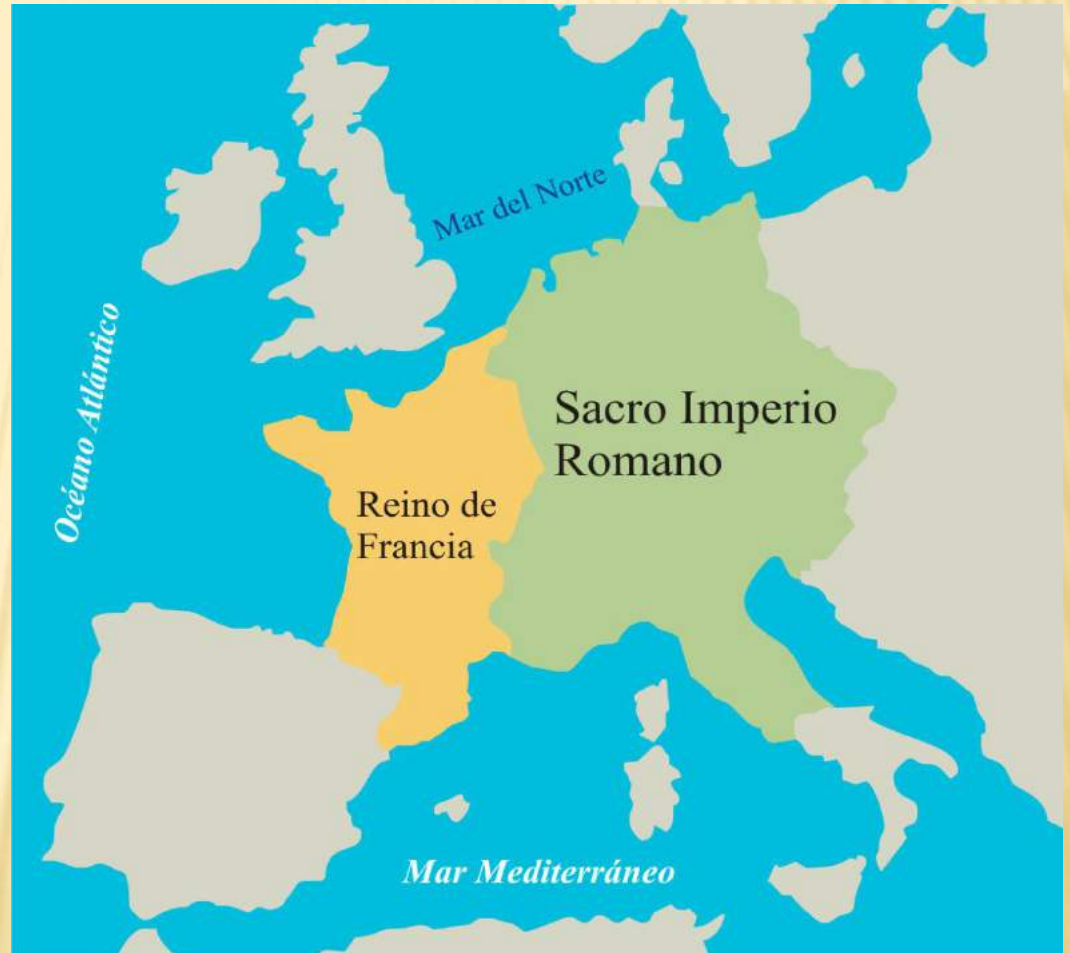 Mar del Norte
Océano Atlántico
Sacro Imperio
Romano
Reino de
Francia
Mar Mediterráneo